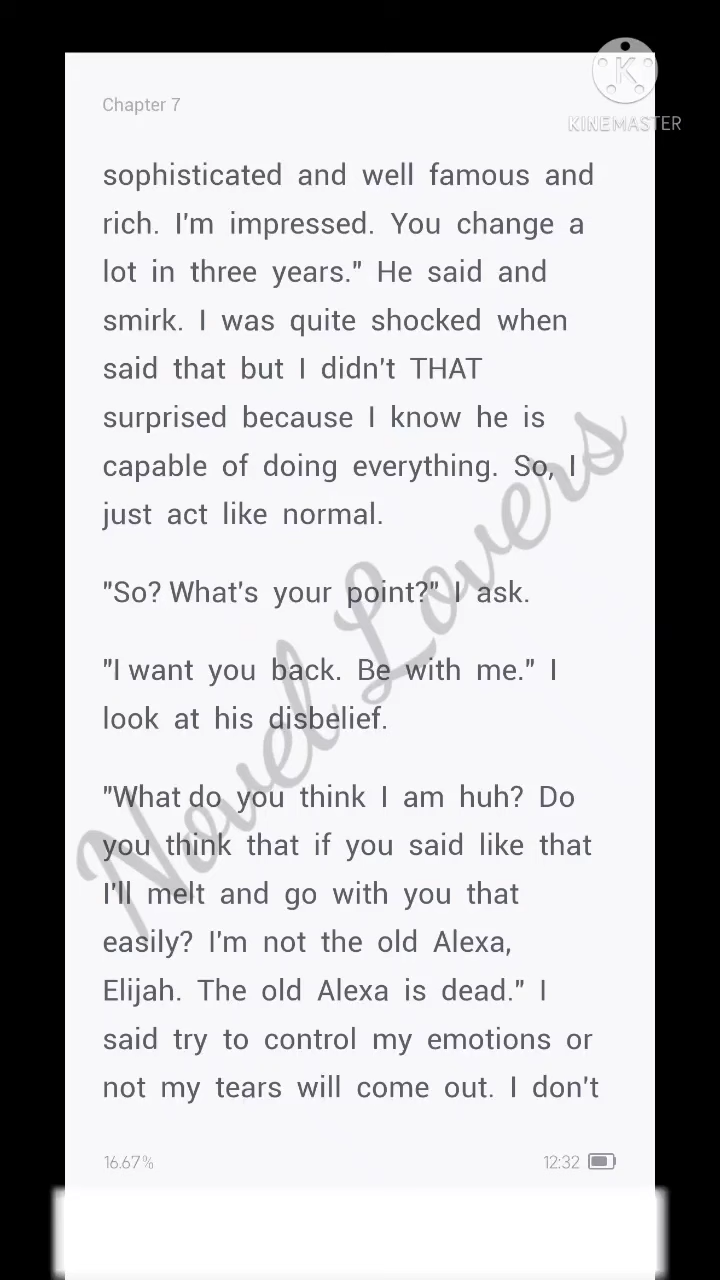 Chapter 7
KINEMASTER
sophisticated and well famous and
rich. I'm impressed. You change a
lot in three years." He said and
smirk. I was quite shocked when
said that but I didn't THAT
surprised because I know he is
capable of doing everything. So, I
just act like normal.
"So? What's your point?" I ask.
"I want you back. Be with me." I
look at his disbelief.
"What do you think I am huh? Do
you think that if you said like that
I'll melt and go with you that
easily? I'm not the old Alexa,
Elijah. The old Alexa is dead." I
said try to control my emotions or
not my tears will come out. I don't
Novel Lovers
16.67%
12:32